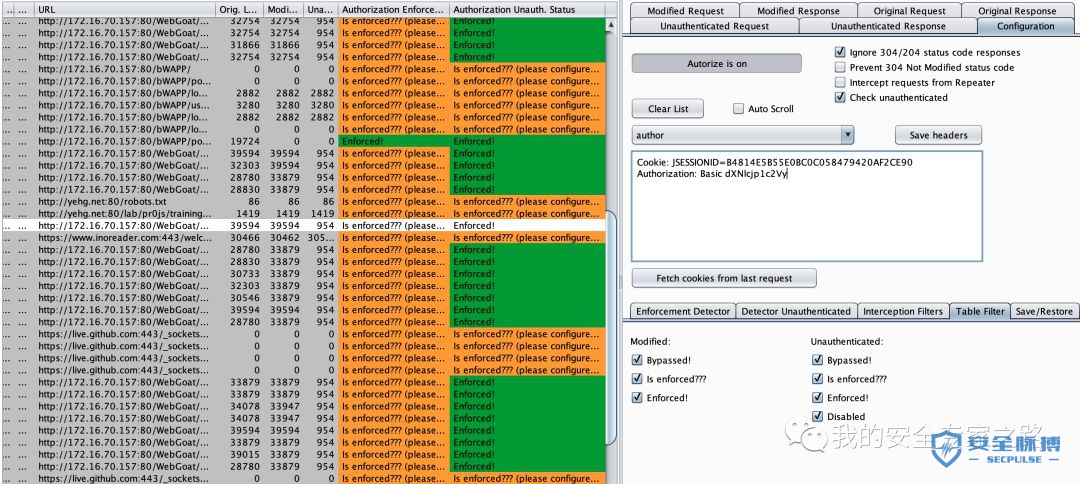 ... ... URL Orig. L... Modi... Una... Authorization Enforce... Authorization Unauth. Status
... ... http://172.16.70.157:80/WebGoat/... 32754 32754 954 Is enforced??? (please... Enforced!
... ... http://172.16.70.157:80/WebGoat/... 32754 32754 954 Is enforced??? (please... Enforced!
... ... http://172.16.70.157:80/WebGoat/... 31866 31866 954 Is enforced??? (please... Enforced!
... ... http://172.16.70.157:80/WebGoat/... 32754 32754 954 Is enforced??? (please... Enforced!
... ... http://172.16.70.157:80/bWAPP/ 0 0 0 Is enforced??? (please... Is enforced??? (please configure...
... ... http://172.16.70.157:80/bWAPP/po... 0 0 0 Is enforced??? (please... Is enforced??? (please configure...
... ... http://172.16.70.157:80/bWAPP/lo... 2882 2882 2882 Is enforced??? (please... Is enforced??? (please configure...
... ... http://172.16.70.157:80/bWAPP/us... 3280 3280 3280 Is enforced??? (please... Is enforced??? (please configure...
... ... http://172.16.70.157:80/bWAPP/lo... 2882 2882 2882 Is enforced??? (please... Is enforced??? (please configure...
... ... http://172.16.70.157:80/bWAPP/... 0 0 0 Is enforced??? (please... Is enforced??? (please configure...
... ... http://172.16.70.157:80/bWAPP/po... 19724 0 0 Enforced! Enforced!
... ... http://172.16.70.157:80/WebGoat/... 39594 39594 954 Is enforced??? (please... Enforced!
... ... http://172.16.70.157:80/WebGoat/... 32303 32303 954 Is enforced??? (please... Enforced!
... ... http://172.16.70.157:80/WebGoat/... 28780 28780 954 Is enforced??? (please... Enforced!
... ... http://172.16.70.157:80/WebGoat/... 28830 33879 954 Is enforced??? (please... Enforced!
... ... http://yehg.net:80/robots.txt 86 86 86 Is enforced??? (please... Is enforced??? (please configure...
... ... http://yehg.net:80/lab/pr0js/training... 1419 1419 1419 Is enforced??? (please... Is enforced??? (please configure...
... ... http://172.16.70.157:80/WebGoat/... 39594 39594 954 Is enforced??? (please... Enforced!
... ... https://www.inoreader.com:443/welc... 30466 30462 305... Is enforced??? (please... Is enforced??? (please configure...
... ... http://172.16.70.157:80/WebGoat/... 28780 33879 954 Is enforced??? (please... Enforced!
... ... http://172.16.70.157:80/WebGoat/... 28830 33879 954 Is enforced??? (please... Enforced!
... ... http://172.16.70.157:80/WebGoat/... 30733 33879 954 Is enforced??? (please... Enforced!
... ... http://172.16.70.157:80/WebGoat/... 32303 33879 954 Is enforced??? (please... Enforced!
... ... http://172.16.70.157:80/WebGoat/... 30546 33879 954 Is enforced??? (please... Enforced!
... ... http://172.16.70.157:80/WebGoat/... 39594 39594 954 Is enforced??? (please... Enforced!
... ... http://172.16.70.157:80/WebGoat/... 28780 33879 954 Is enforced??? (please... Enforced!
... ... https://live.github.com:443/_sockets... 0 0 0 Is enforced??? (please... Is enforced??? (please configure...
... ... https://live.github.com:443/_sockets... 0 0 0 Is enforced??? (please... Is enforced??? (please configure...
... ... https://live.github.com:443/_sockets... 0 0 0 Is enforced??? (please... Is enforced??? (please configure...
... ... https://live.github.com:443/_sockets... 0 0 0 Is enforced??? (please... Is enforced??? (please configure...
... ... http://172.16.70.157:80/WebGoat/... 33879 33879 954 Is enforced??? (please... Enforced!
... ... http://172.16.70.157:80/WebGoat/... 33879 33879 954 Is enforced??? (please... Enforced!
... ... http://172.16.70.157:80/WebGoat/... 34078 33947 954 Is enforced??? (please... Enforced!
... ... http://172.16.70.157:80/WebGoat/... 34078 33947 954 Is enforced??? (please... Enforced!
... ... http://172.16.70.157:80/WebGoat/... 39594 39594 954 Is enforced??? (please... Enforced!
... ... http://172.16.70.157:80/WebGoat/... 33879 33879 954 Is enforced??? (please... Enforced!
... ... http://172.16.70.157:80/WebGoat/... 39915 33879 954 Is enforced??? (please... Enforced!
... ... http://172.16.70.157:80/WebGoat/... 28780 33879 954 Is enforced??? (please... Enforced!
... ... https://live.github.com:443/_sockets... 0 0 0 Is enforced??? (please... Is enforced??? (please configure...
Modified Request Modified Response Original Request Original Response
Unauthenticated Request Unauthenticated Response Configuration
Autorize is on
Ignore 304/204 status code responses
Prevent 304 Not Modified status code
Intercept requests from Repeater
Check unauthenticated
Clear List Auto Scroll
author Save headers
Cookie: JSESSIONID=B4814E5B55E0BC0C058479420AF2CE90
Authorization: Basic dXNlcjp1c2Vy
Fetch cookies from last request
Enforcement Detector Detector Unauthenticated Interception Filters Table Filter Save/Restore
Modified: Unauthenticated:
Bypassed! Bypassed!
Is enforced??? Is enforced???
Enforced! Enforced!
Disabled
我的安全专家之路
安全脉搏
SECPULSE